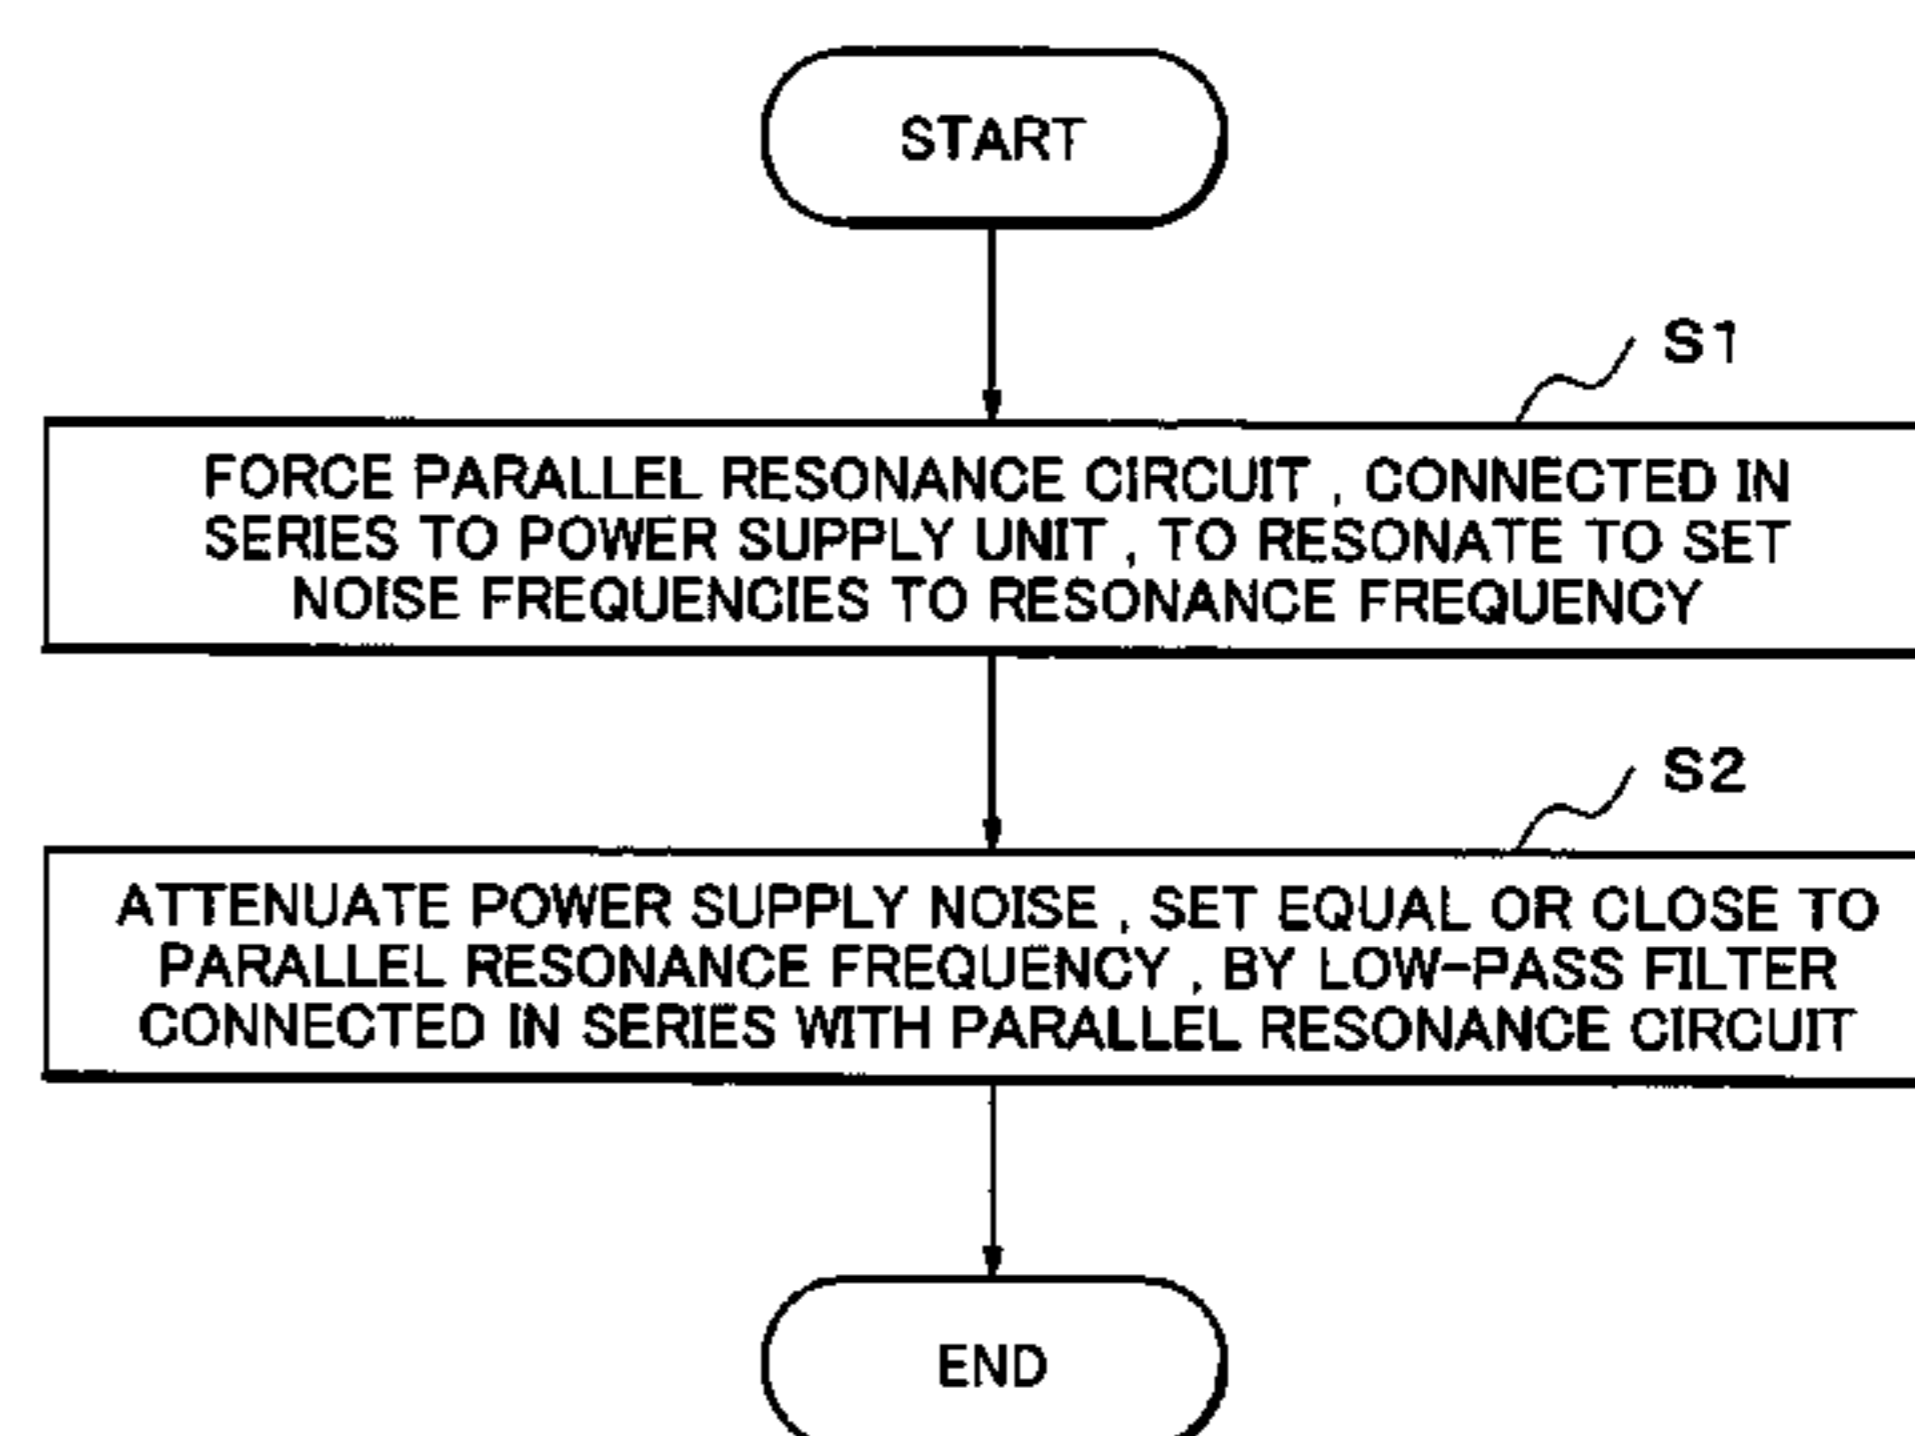 START
S1
FORCE PARALLEL RESONANCE CIRCUIT , CONNECTED IN
SERIES TO POWER SUPPLY UNIT , TO RESONATE TO SET
NOISE FREQUENCIES TO RESONANCE FREQUENCY
S2
ATTENUATE POWER SUPPLY NOISE , SET EQUAL OR CLOSE TO
PARALLEL RESONANCE FREQUENCY , BY LOW-PASS FILTER
CONNECTED IN SERIES WITH PARALLEL RESONANCE CIRCUIT
END